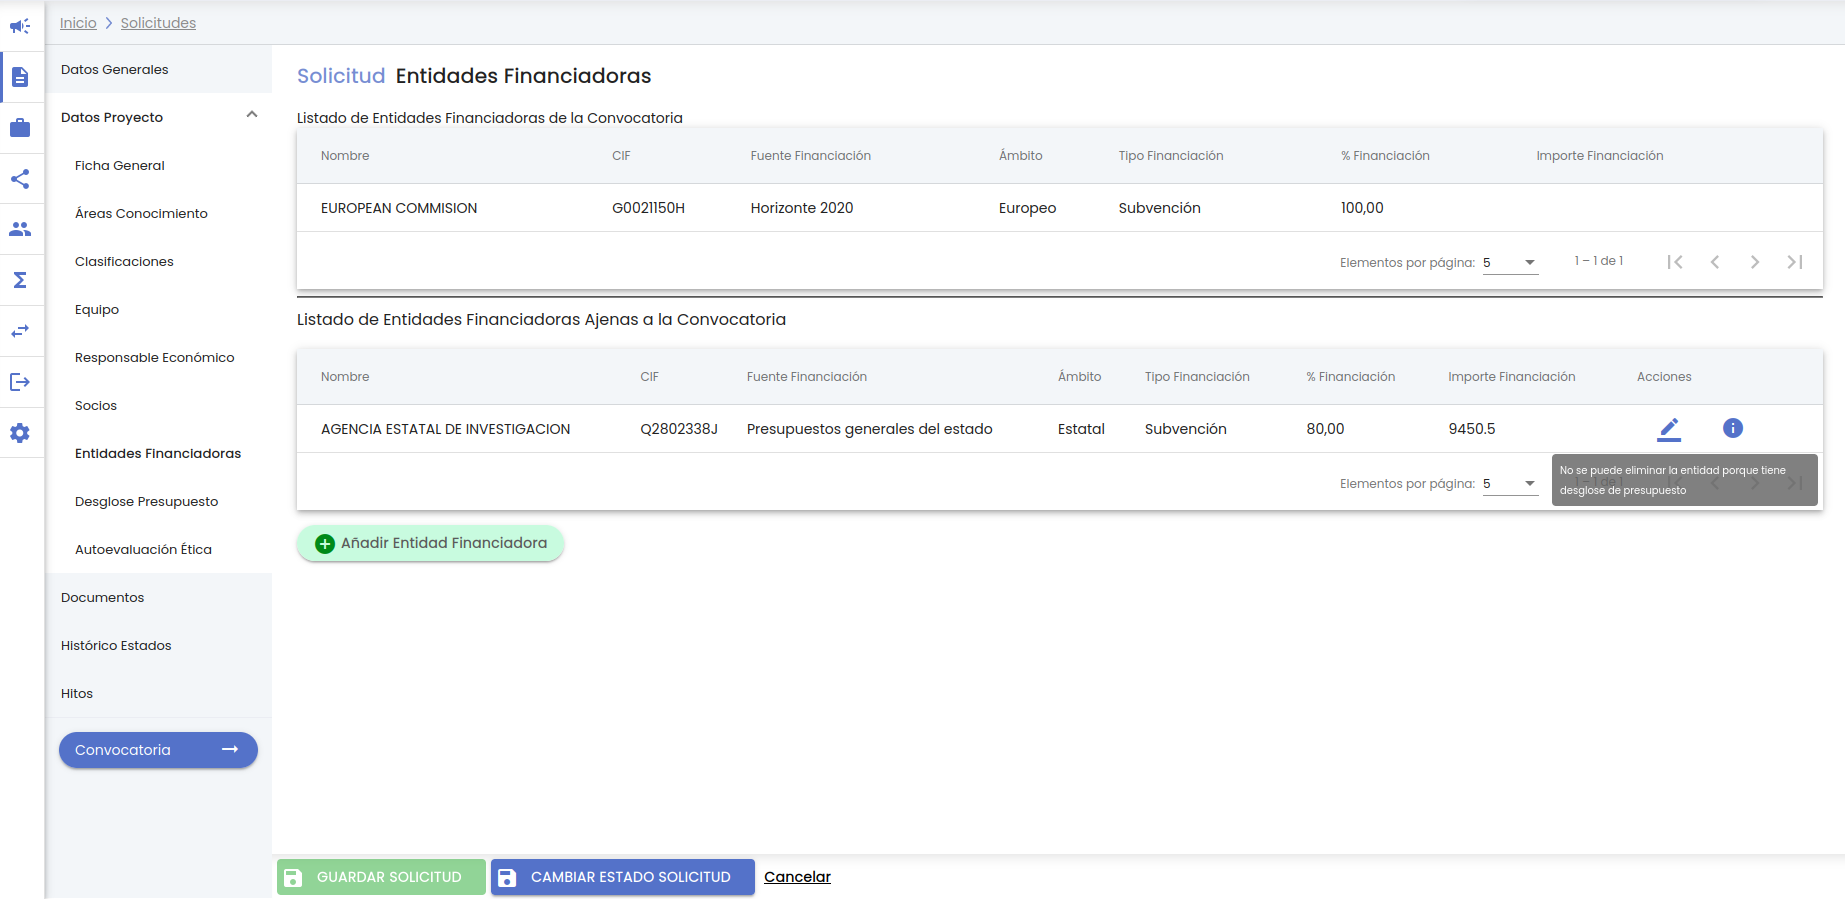 Inicio Solicitudes
Datos Generales
Datos Proyecto
Ficha General
Áreas Conocimiento
Clasificaciones
Equipo
Responsable Económico
Socios
Entidades Financiadoras
Desglose Presupuesto
Autoevaluación Ética
Documentos
Histórico Estados
Hitos
Convocatoria
Solicitud Entidades Financiadoras
Listado de Entidades Financiadoras de la Convocatoria
Nombre CIF Fuente Financiación Ámbito Tipo Financiación % Financiación Importe Financiación
EUROPEAN COMMISION G0021150H Horizonte 2020 Europeo Subvención 100,00
Elementos por página: 5 1 – 1 de 1
Listado de Entidades Financiadoras Ajenas a la Convocatoria
Nombre CIF Fuente Financiación Ámbito Tipo Financiación % Financiación Importe Financiación Acciones
AGENCIA ESTATAL DE INVESTIGACION Q2802338J Presupuestos generales del estado Estatal Subvención 80,00 9450.5
Elementos por página: 5 1 – 1 de 1
No se puede eliminar la entidad porque tiene
desglose de presupuesto
Añadir Entidad Financiadora
GUARDAR SOLICITUD CAMBIAR ESTADO SOLICITUD Cancelar